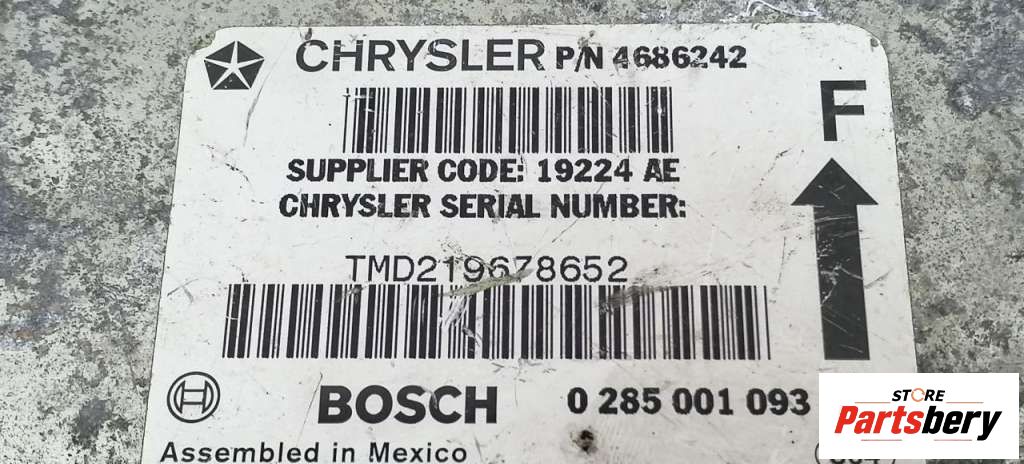 CHRYSLER P/N 4686242
F
SUPPLIER CODE: 19224 AE
CHRYSLER SERIAL NUMBER:
TMD219678652
BOSCH 0 285 001 093
Assembled in Mexico
STORE
Partsbery